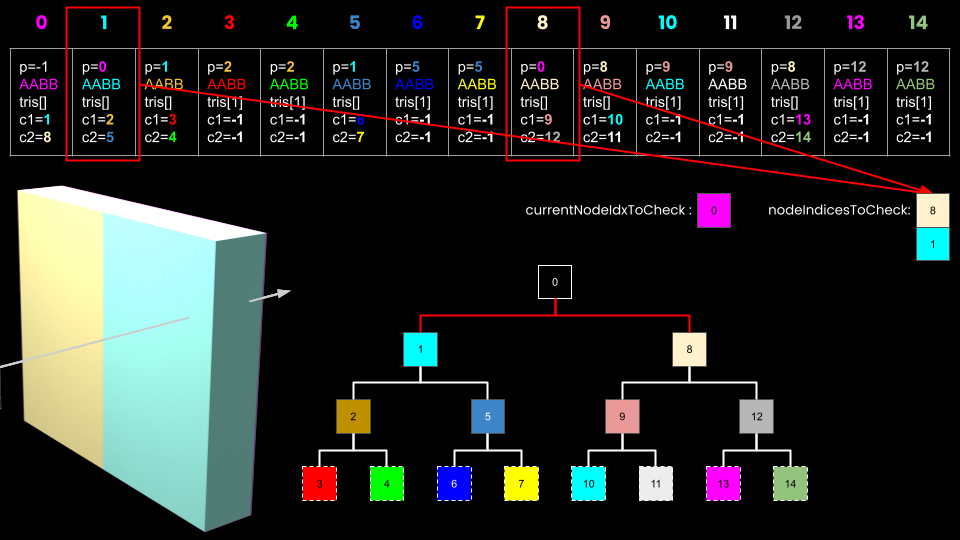 0 1 2 3 4 5 6 7 8 9 10 11 12 13 14
p=-1 p=0 p=1 p=2 p=2 p=1 p=5 p=5 p=0 p=8 p=9 p=9 p=8 p=12 p=12
AABB AABB AABB AABB AABB AABB AABB AABB AABB AABB AABB AABB AABB AABB AABB
tris[] tris[] tris[] tris[1] tris[1] tris[] tris[1] tris[1] tris[] tris[] tris[1] tris[1] tris[] tris[1] tris[1]
c1=1 c1=2 c1=3 c1=-1 c1=-1 c1=6 c1=-1 c1=-1 c1=9 c1=10 c1=-1 c1=-1 c1=13 c1=-1 c1=-1
c2=8 c2=5 c2=4 c2=-1 c2=-1 c2=7 c2=-1 c2=-1 c2=12 c2=11 c2=-1 c2=-1 c2=14 c2=-1 c2=-1
currentNodeIdxToCheck : 0 nodeIndicesToCheck: 8
1
0
1 8
2 5 9 12
3 4 6 7 10 11 13 14